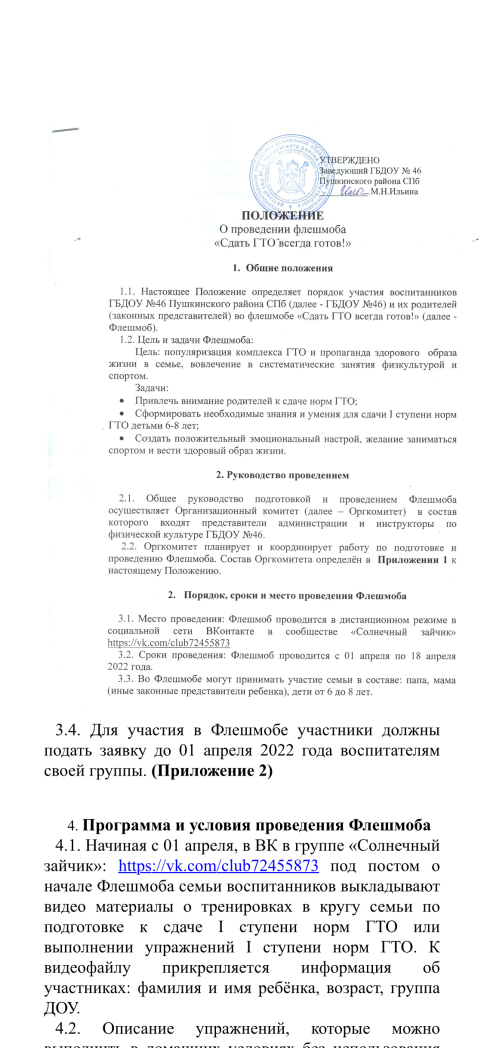 УТВЕРЖДЕНО
Заведующий ГБДОУ № 46
Пушкинского района СПб
М.Н.Ильина
ПОЛОЖЕНИЕ
О проведении флешмоба
«Сдать ГТО всегда готов!»
1. Общие положения
1.1. Настоящее Положение определяет порядок участия воспитанников
ГБДОУ №46 Пушкинского района СПб (далее - ГБДОУ №46) и их родителей
(законных представителей) во флешмобе «Сдать ГТО всегда готов!» (далее -
Флешмоб).
1.2. Цель и задачи Флешмоба:
Цель: популяризация комплекса ГТО и пропаганда здорового образа
жизни в семье, вовлечение в систематические занятия физкультурой и
спортом.
Задачи:
• Привлечь внимание родителей к сдаче норм ГТО;
• Сформировать необходимые знания и умения для сдачи I ступени норм
ГТО детьми 6-8 лет;
• Создать положительный эмоциональный настрой, желание заниматься
спортом и вести здоровый образ жизни.
2. Руководство проведением
2.1. Общее руководство подготовкой и проведением Флешмоба
осуществляет Организационный комитет (далее – Оргкомитет) в состав
которого входят представители администрации и инструкторы по
физической культуре ГБДОУ №46.
2.2. Оргкомитет планирует и координирует работу по подготовке и
проведению Флешмоба. Состав Оргкомитета определён в Приложении 1 к
настоящему Положению.
2. Порядок, сроки и место проведения Флешмоба
3.1. Место проведения: Флешмоб проводится в дистанционном режиме в
социальной сети ВКонтакте в сообществе «Солнечный зайчик»
https://vk.com/club72455873
3.2. Сроки проведения: Флешмоб проводится с 01 апреля по 18 апреля
2022 года.
3.3. Во Флешмобе могут принимать участие семьи в составе: папа, мама
(иные законные представители ребенка), дети от 6 до 8 лет.
3.4. Для участия в Флешмобе участники должны
подать заявку до 01 апреля 2022 года воспитателям
своей группы. (Приложение 2)
4. Программа и условия проведения Флешмоба
4.1. Начиная с 01 апреля, в ВК в группе «Солнечный
зайчик»: https://vk.com/club72455873 под постом о
начале Флешмоба семьи воспитанников выкладывают
видео материалы о тренировках в кругу семьи по
подготовке к сдаче I ступени норм ГТО или
выполнении упражнений I ступени норм ГТО. К
видеофайлу прикрепляется информация об
участниках: фамилия и имя ребёнка, возраст, группа
ДОУ.
4.2. Описание упражнений, которые можно
выполнить в домашних условиях без использования